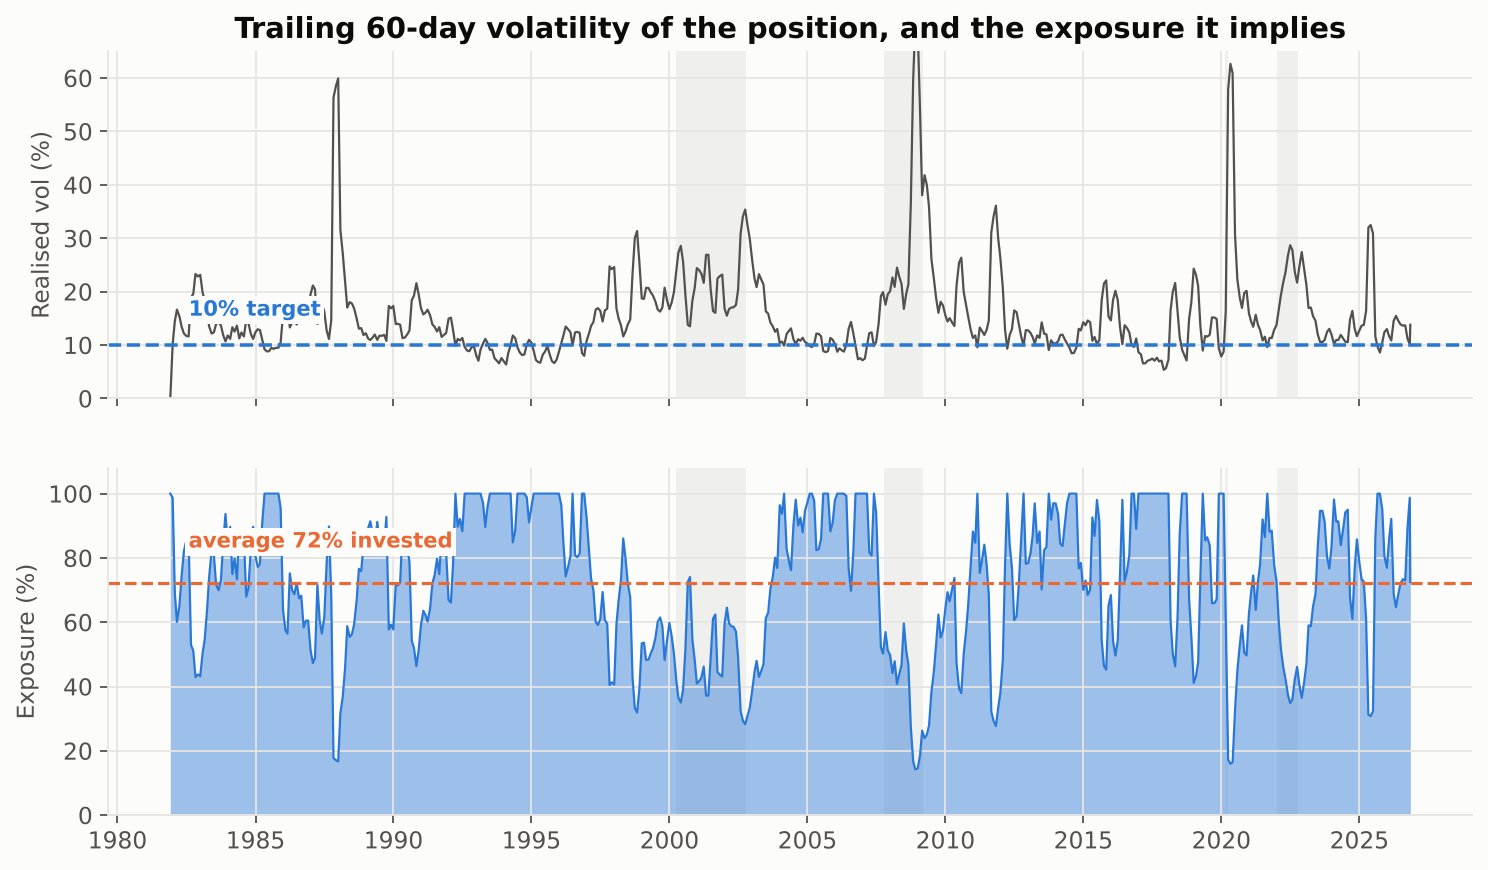 Trailing 60-day volatility of the position, and the exposure it implies
Realised vol (%)
60
50
40
30
20
10
0
10% target
Exposure (%)
100
80
60
40
20
0
average 72% invested
1980 1985 1990 1995 2000 2005 2010 2015 2020 2025